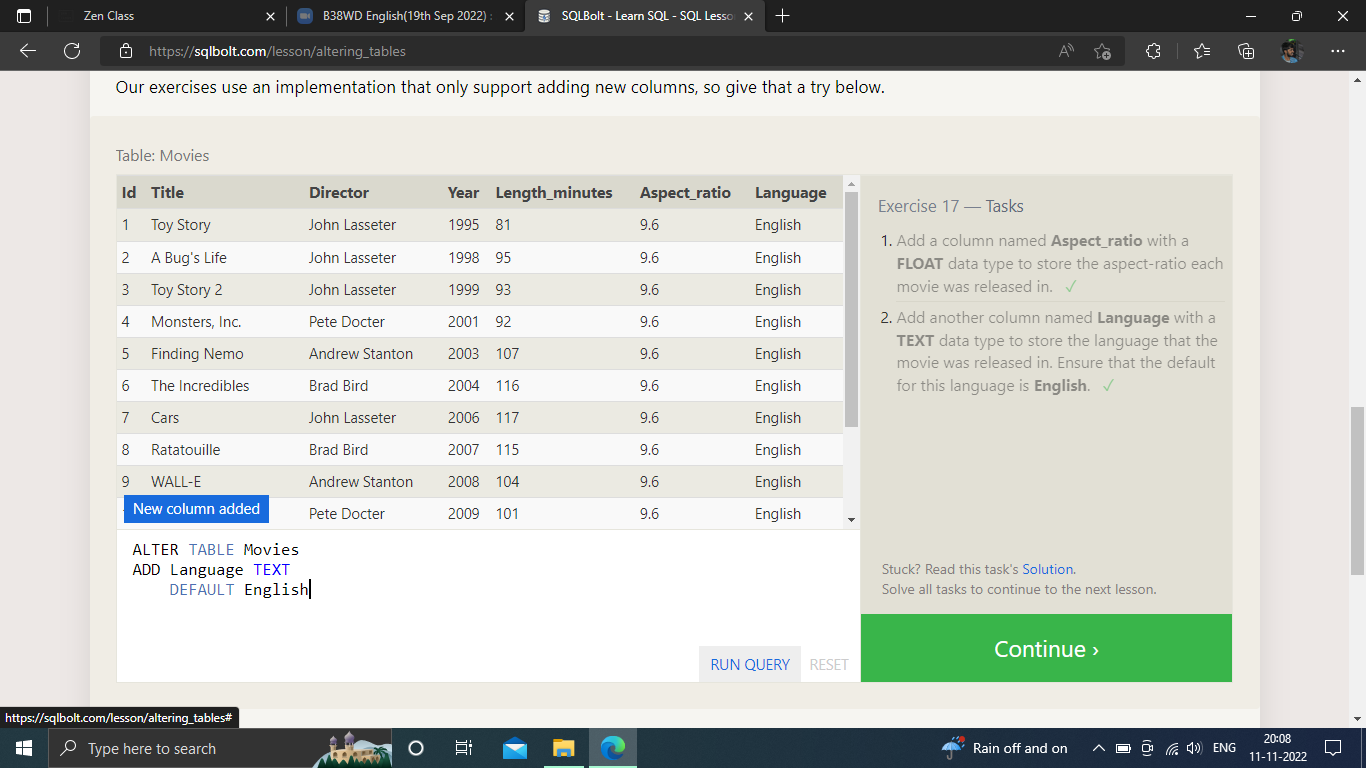 Zen Class
B38WD English(19th Sep 2022) :
SQLBolt - Learn SQL - SQL Lesso
https://sqlbolt.com/lesson/altering_tables
Our exercises use an implementation that only support adding new columns, so give that a try below.
Table: Movies
Id Title Director Year Length_minutes Aspect_ratio Language
1 Toy Story John Lasseter 1995 81 9.6 English
2 A Bug's Life John Lasseter 1998 95 9.6 English
3 Toy Story 2 John Lasseter 1999 93 9.6 English
4 Monsters, Inc. Pete Docter 2001 92 9.6 English
5 Finding Nemo Andrew Stanton 2003 107 9.6 English
6 The Incredibles Brad Bird 2004 116 9.6 English
7 Cars John Lasseter 2006 117 9.6 English
8 Ratatouille Brad Bird 2007 115 9.6 English
9 WALL-E Andrew Stanton 2008 104 9.6 English
Pete Docter 2009 101 9.6 English
New column added
ALTER TABLE Movies
ADD Language TEXT
DEFAULT English
RUN QUERY RESET
Exercise 17 — Tasks
1. Add a column named Aspect_ratio with a
FLOAT data type to store the aspect-ratio each
movie was released in. ✓
2. Add another column named Language with a
TEXT data type to store the language that the
movie was released in. Ensure that the default
for this language is English. ✓
Stuck? Read this task's Solution.
Solve all tasks to continue to the next lesson.
Continue ›
https://sqlbolt.com/lesson/altering_tables#
Type here to search
Rain off and on
ENG
20:08
11-11-2022